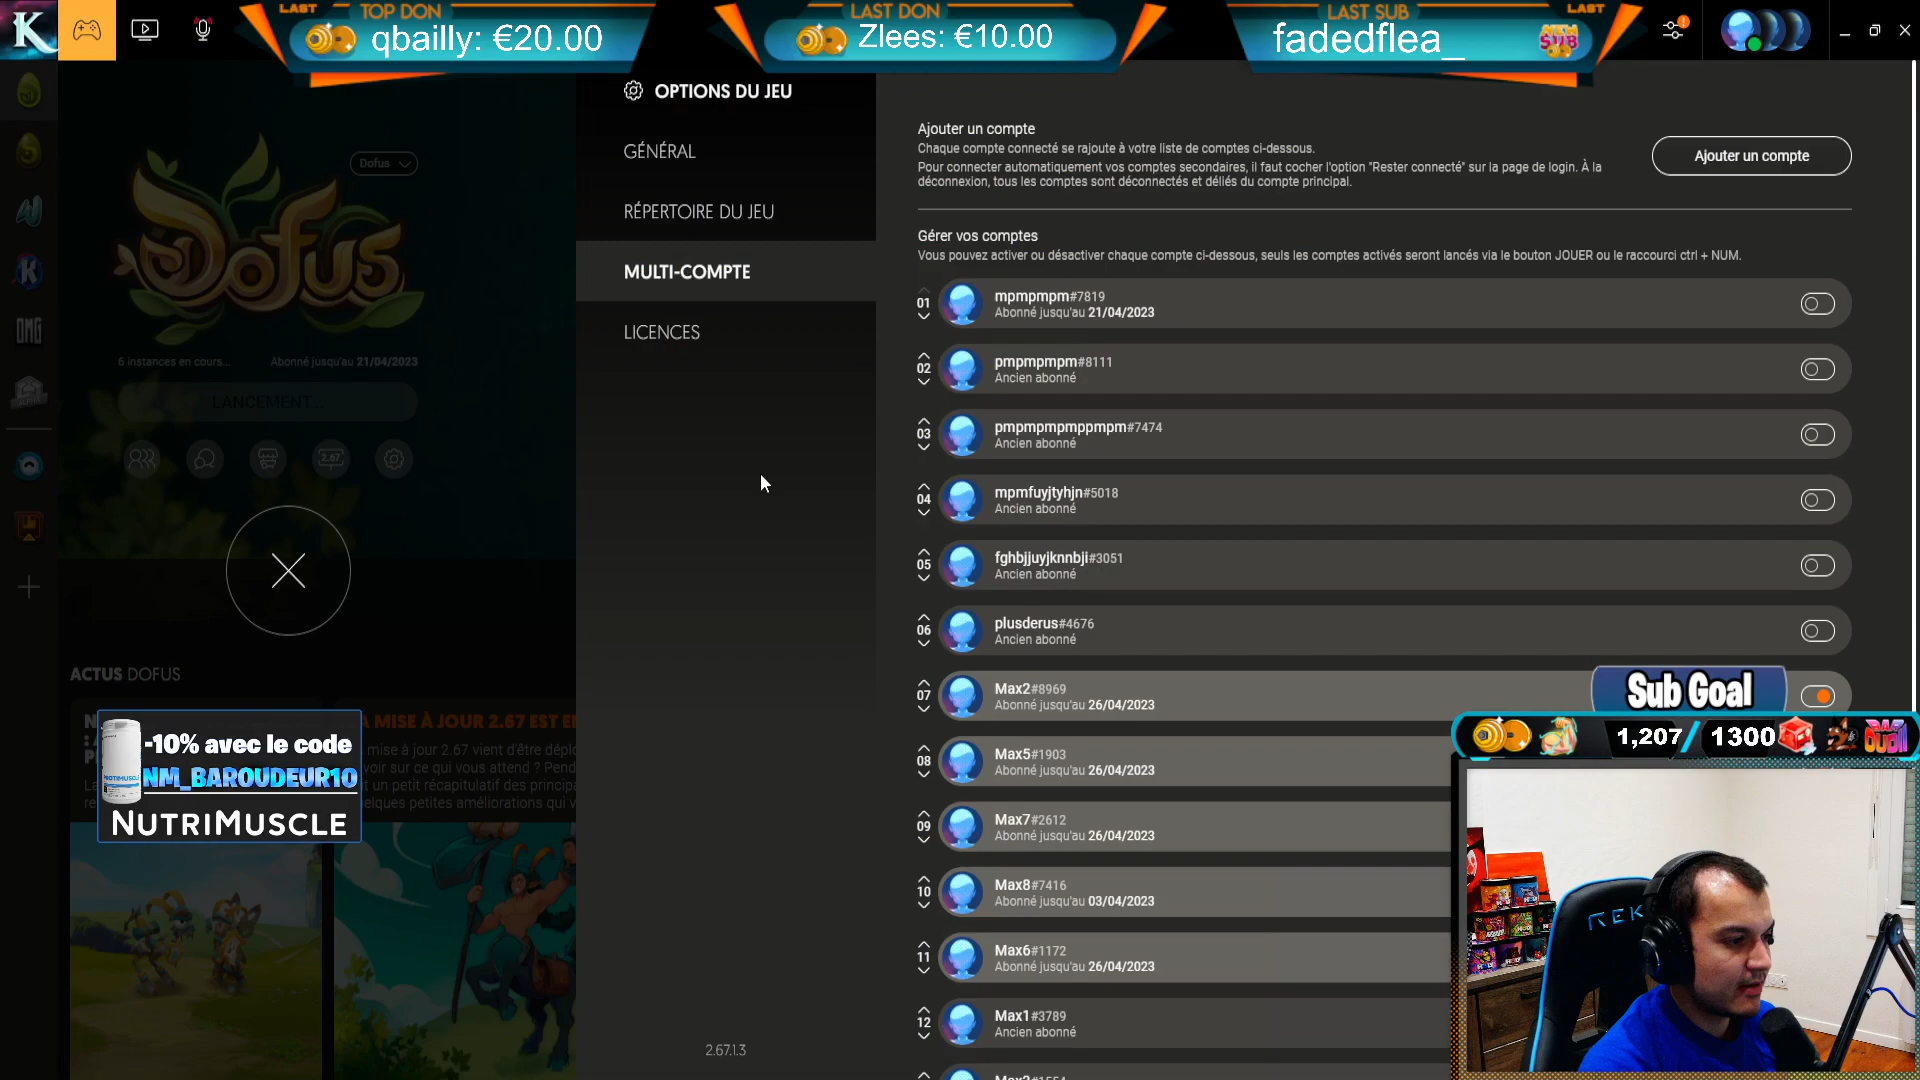 LAST
TOP DON
qbailly: €20.00
LAST DON
Zlees: €10.00
LAST SUB
LAST
fadedflea_
NEW SUB
K
OPTIONS DU JEU
GÉNÉRAL
RÉPERTOIRE DU JEU
MULTI-COMPTE
LICENCES
2.67.1.3
Dofus
Dofus
6 instances en cours...
Abonné jusqu'au 21/04/2023
LANCEMENT...
2.67
OMG
ACTUS DOFUS
A MISE À JOUR 2.67 EST EN
mise à jour 2.67 vient d'être déplo
voir sur ce qui vous attend ? Pend
t un petit récapitulatif des princip
elques petites améliorations qui v
-10% avec le code
NM_BAROUDEUR10
NUTRIMUSCLE
Ajouter un compte
Chaque compte connecté se rajoute à votre liste de comptes ci-dessous.
Pour connecter automatiquement vos comptes secondaires, il faut cocher l'option "Rester connecté" sur la page de login. À la
déconnexion, tous les comptes sont déconnectés et déliés du compte principal.
Ajouter un compte
Gérer vos comptes
Vous pouvez activer ou désactiver chaque compte ci-dessous, seuls les comptes activés seront lancés via le bouton JOUER ou le raccourci ctrl + NUM.
01
mpmpmpm#7819
Abonné jusqu'au 21/04/2023
02
pmpmpmpm#8111
Ancien abonné
03
pmpmpmpmppmpm#7474
Ancien abonné
04
mpmfuyjtyhjn#5018
Ancien abonné
05
fghbjjuyjknnbji#3051
Ancien abonné
06
plusderus#4676
Ancien abonné
07
Max2#8969
Abonné jusqu'au 26/04/2023
08
Max5#1903
Abonné jusqu'au 26/04/2023
09
Max7#2612
Abonné jusqu'au 26/04/2023
10
Max8#7416
Abonné jusqu'au 03/04/2023
11
Max6#1172
Abonné jusqu'au 26/04/2023
12
Max1#3789
Ancien abonné
Sub Goal
1,207 / 1300